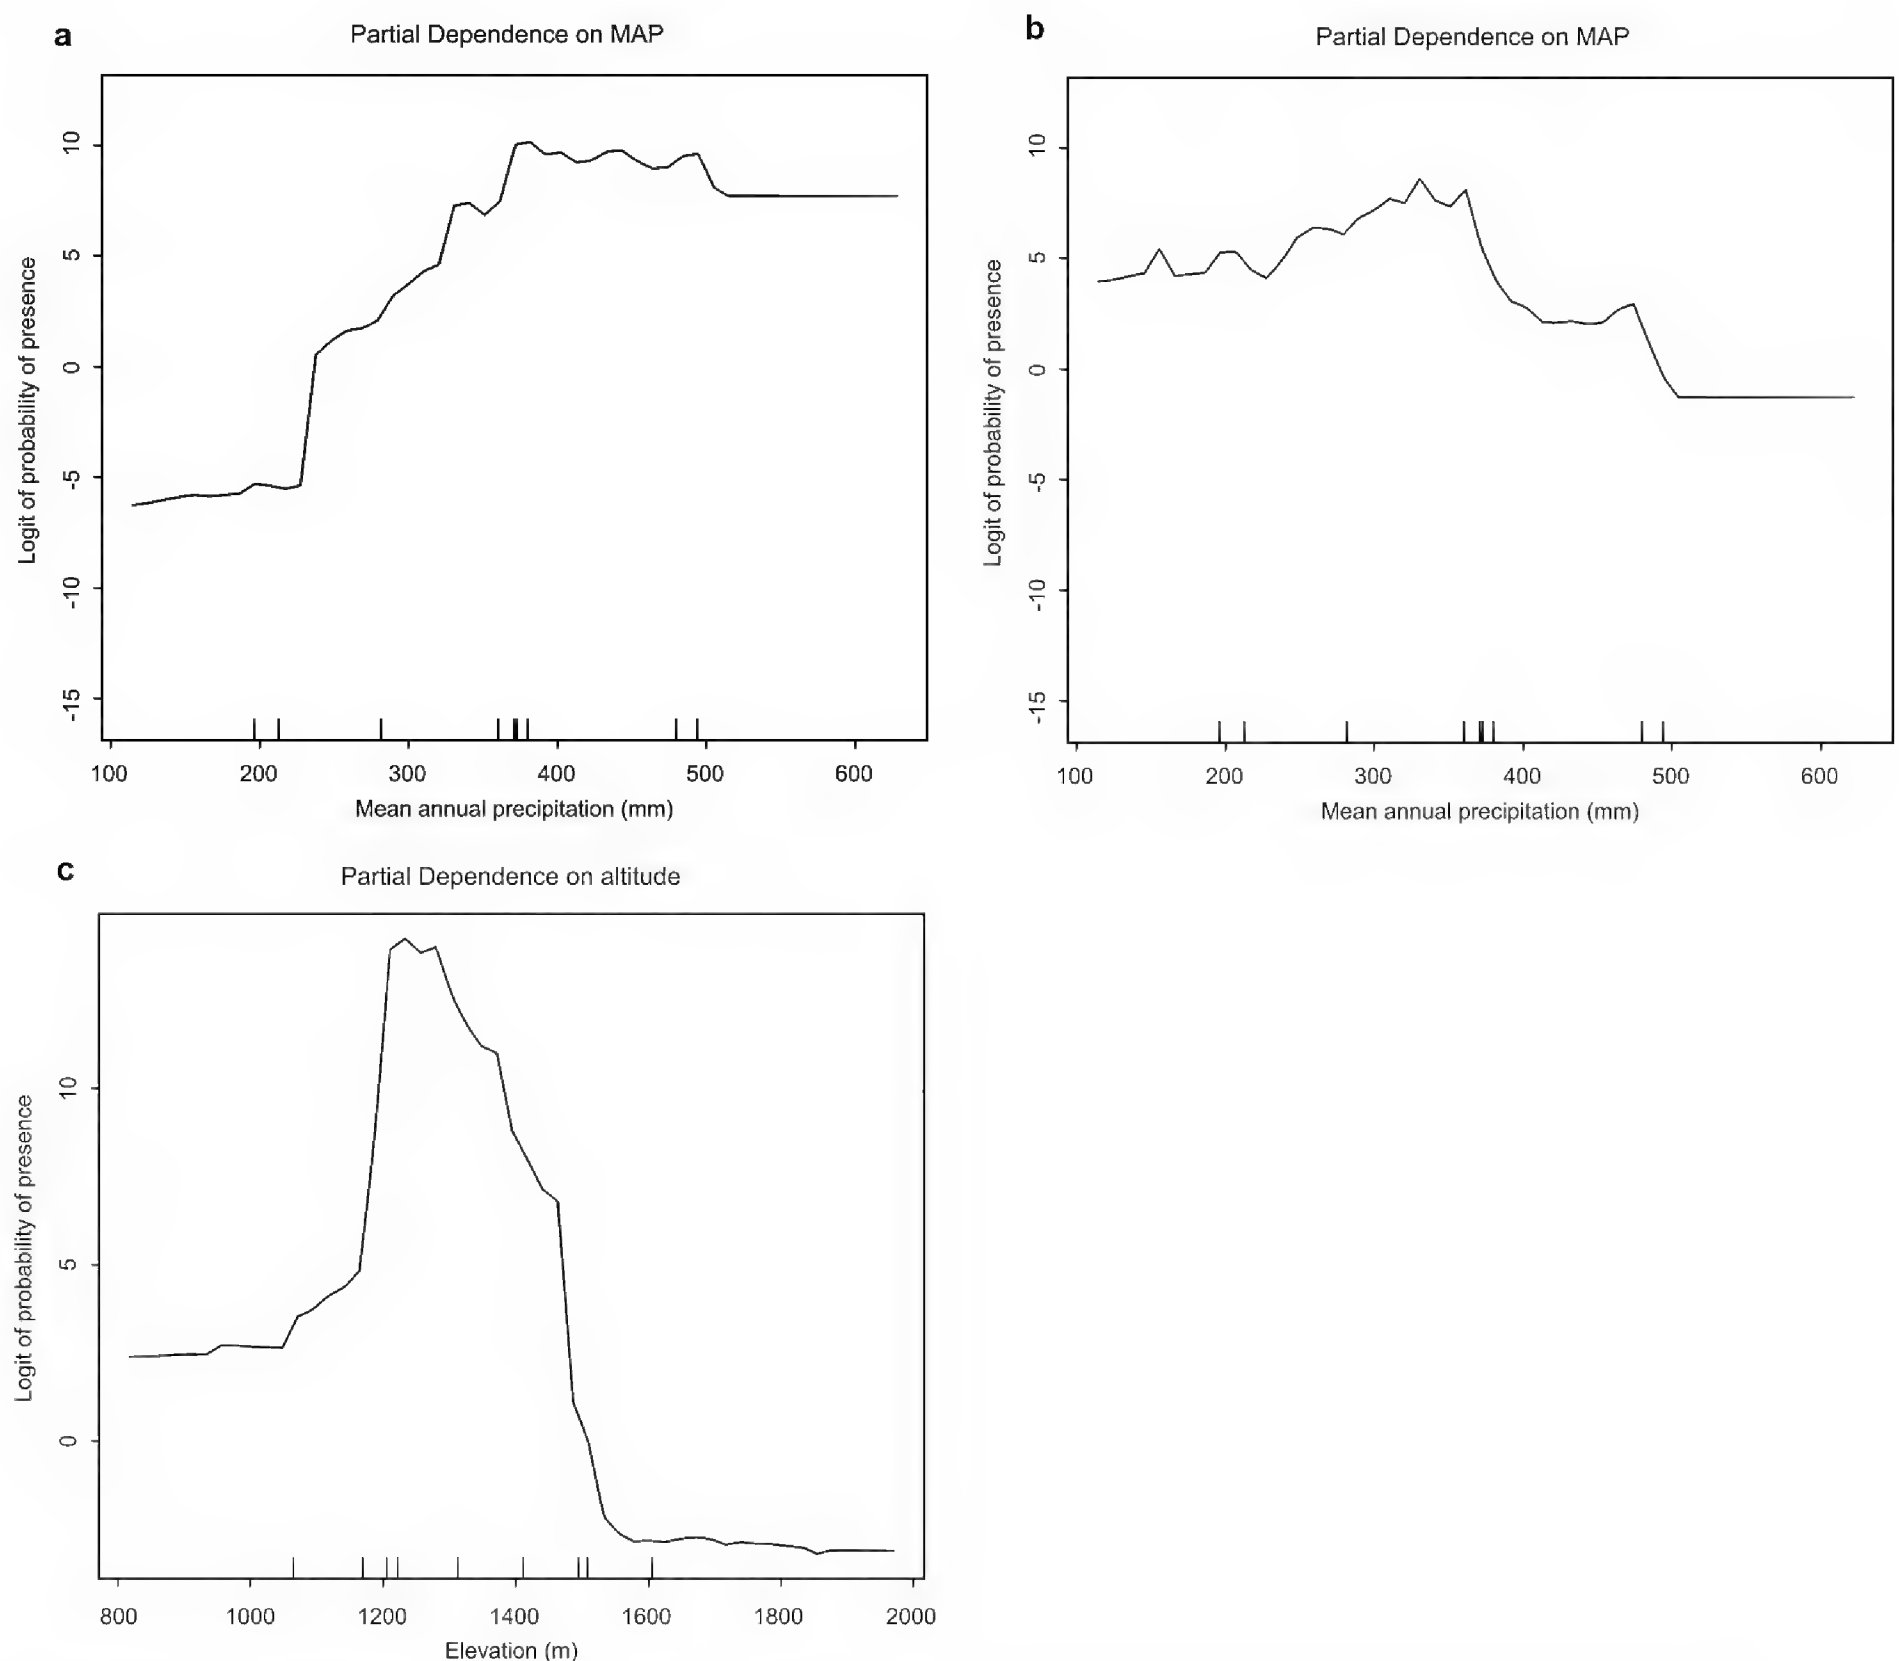 a
Partial Dependence on MAP
Logit of probability of presence
10
5
0
-5
-10
-15
100 200 300 400 500 600
Mean annual precipitation (mm)
b
Partial Dependence on MAP
Logit of probability of presence
10
5
0
-5
-10
-15
100 200 300 400 500 600
Mean annual precipitation (mm)
c
Partial Dependence on altitude
Logit of probability of presence
10
5
0
800 1000 1200 1400 1600 1800 2000
Elevation (m)